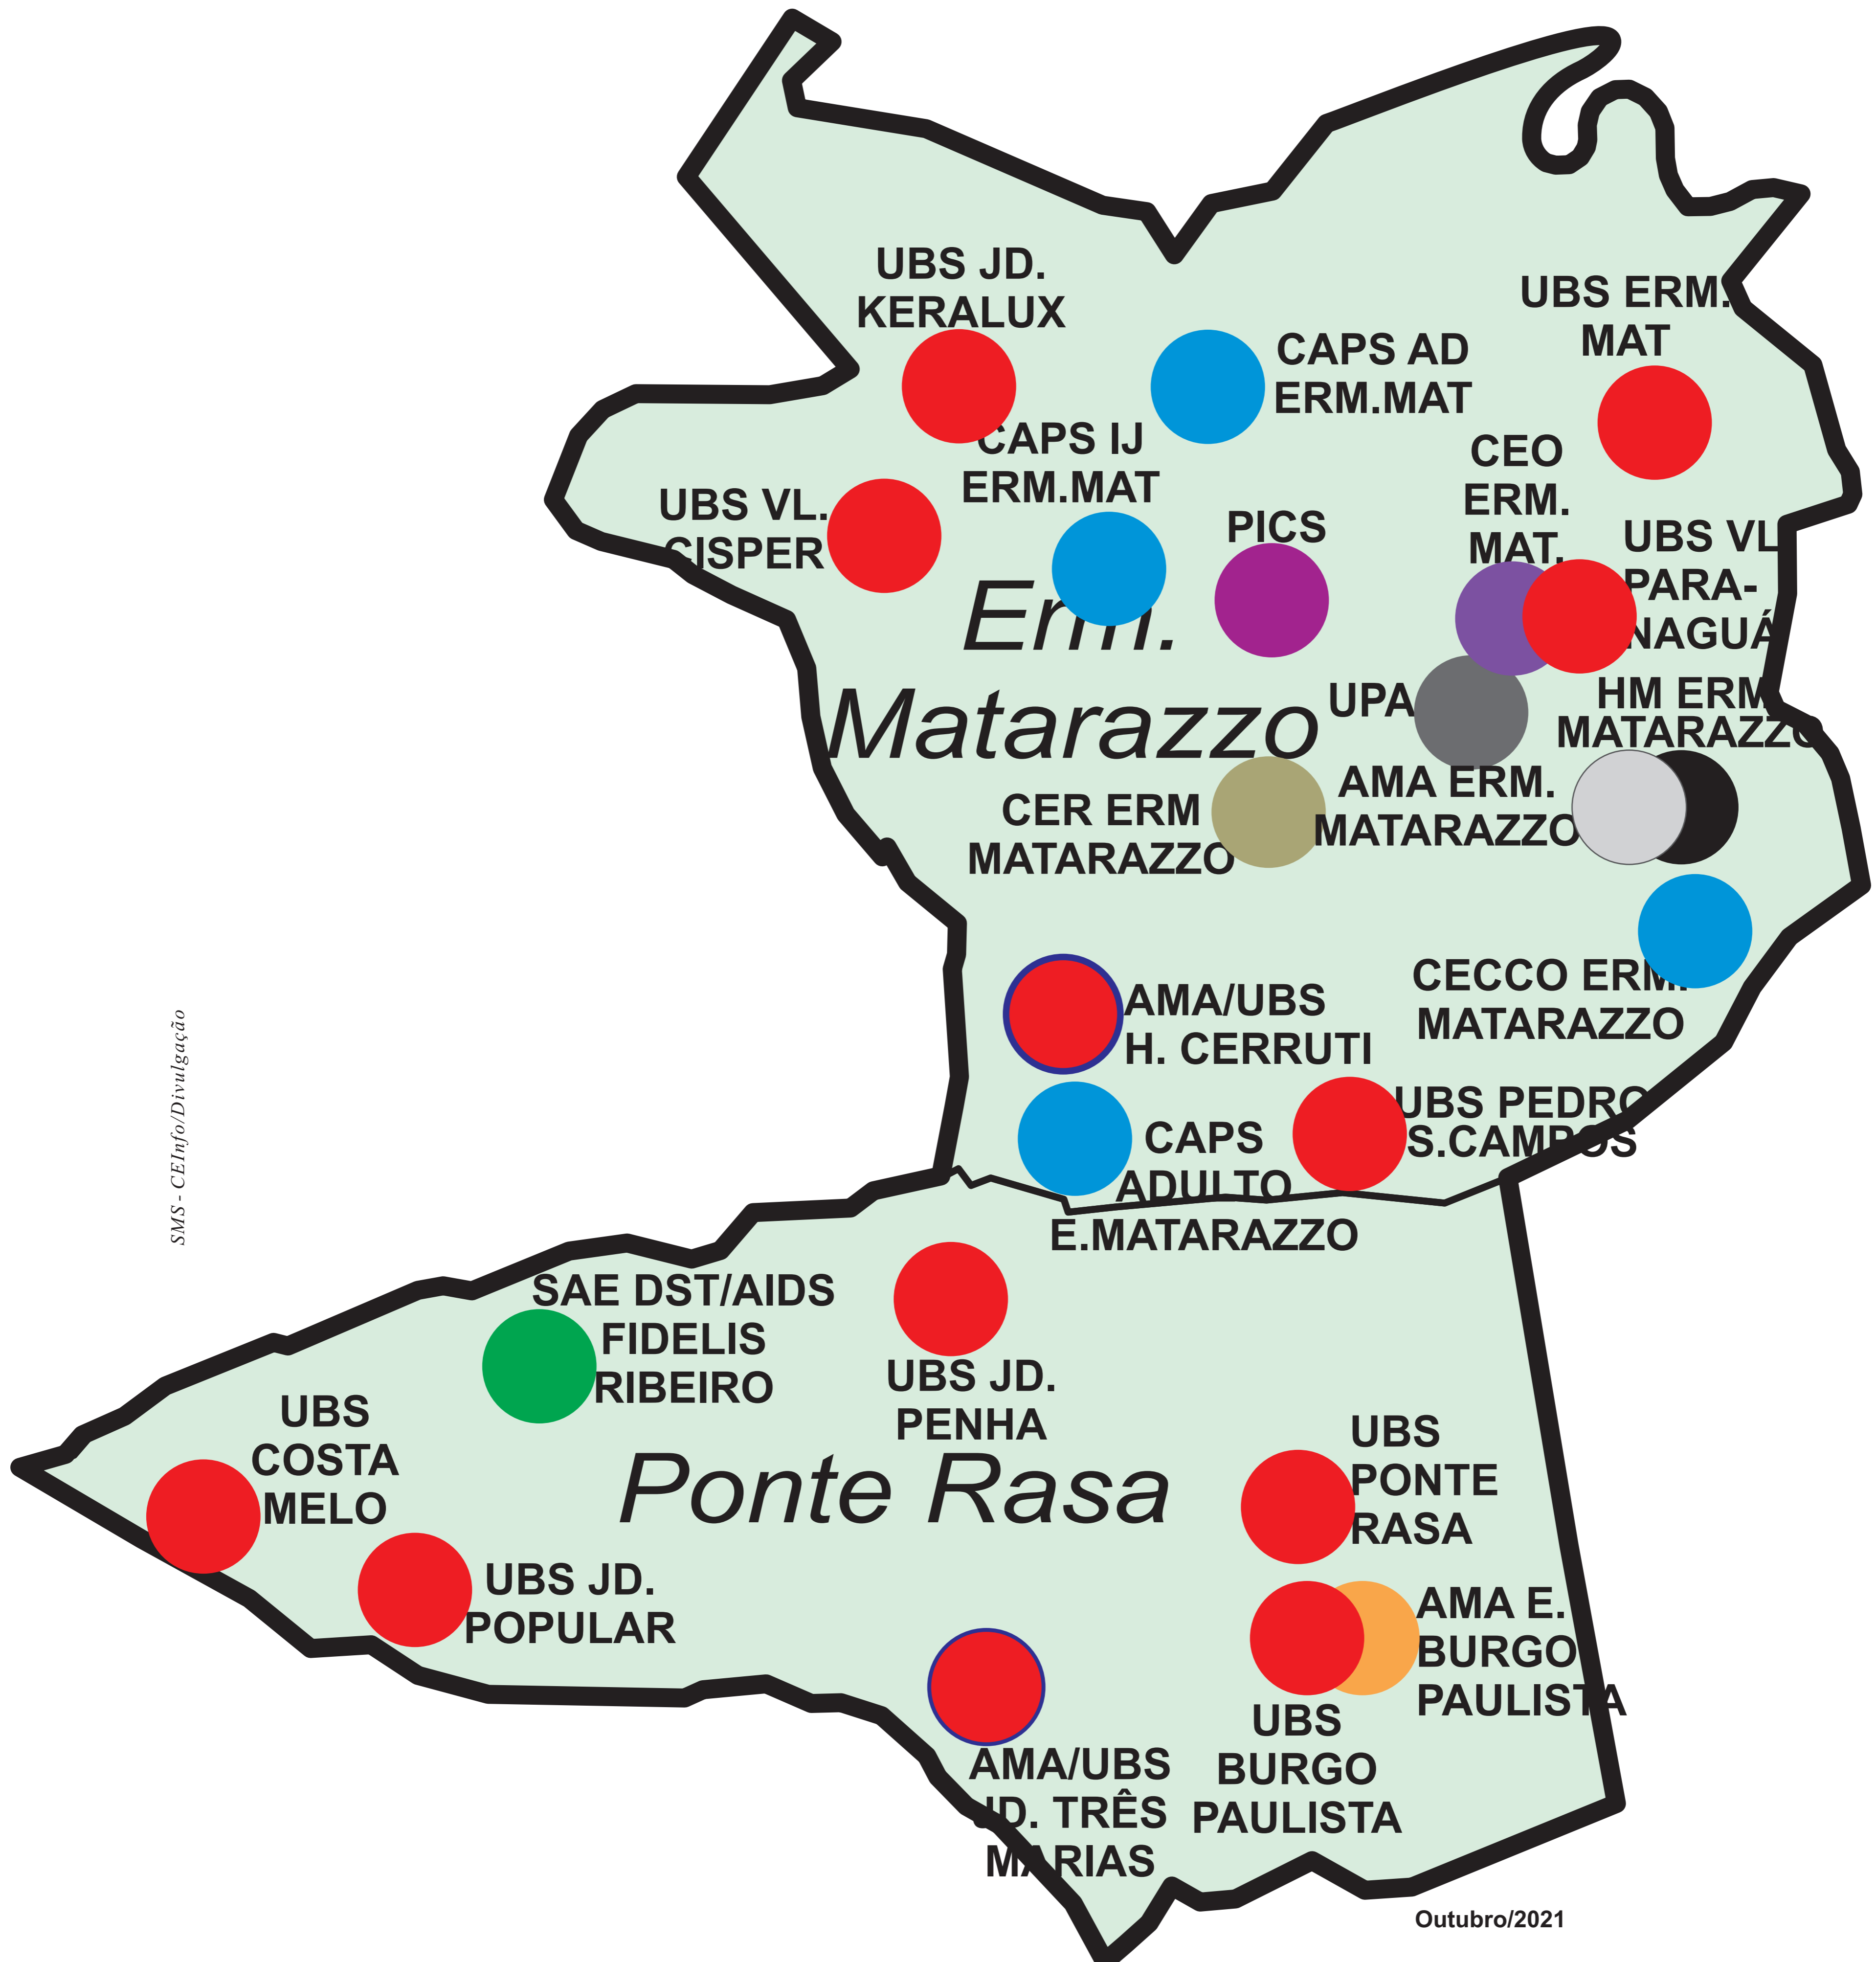 UBS JD.
KERALUX
CAPS AD
ERM.MAT
UBS ERM.
MAT
CAPS IJ
ERM.MAT
CEO
ERM.
MAT.
UBS VL.
CISPER
PICS
UBS VL
PARA-
NAGUÁ
Erm.
Matarazzo
UPA
HM ERM
MATARAZZO
CER ERM
MATARAZZO
AMA ERM.
MATARAZZO
AMA/UBS
H. CERRUTI
CECCO ERM.
MATARAZZO
CAPS
ADULTO
E.MATARAZZO
UBS PEDRO
S.CAMPOS
SMS - CEInfo/Divulgação
SAE DST/AIDS
FIDELIS
RIBEIRO
UBS JD.
PENHA
UBS
COSTA
MELO
Ponte Rasa
UBS
PONTE
RASA
UBS JD.
POPULAR
AMA E.
BURGO
PAULISTA
UBS
BURGO
PAULISTA
AMA/UBS
JD. TRÊS
MARIAS
Outubro/2021